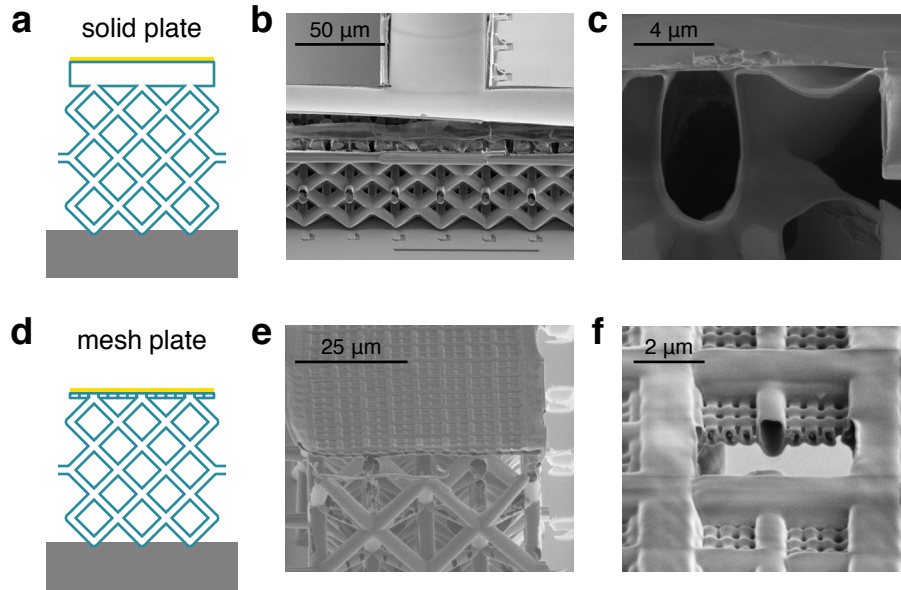 a
solid plate
b
50 µm
c
4 µm
d
mesh plate
e
25 µm
f
2 µm